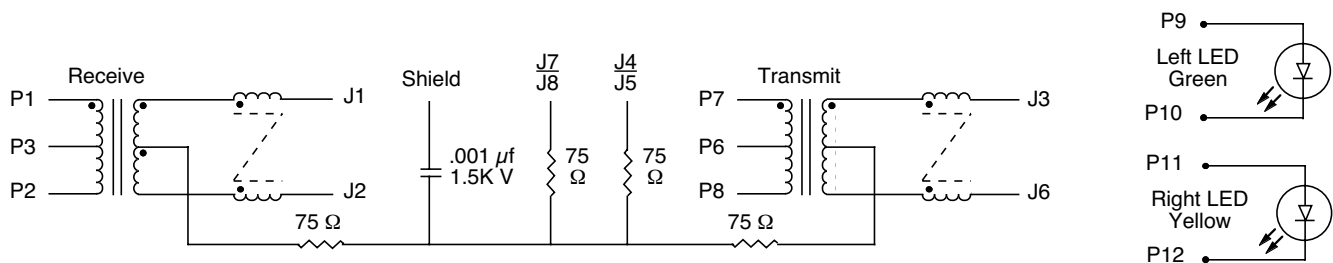 Receive
P1
P3
P2
J1
J2
75 Ω
Shield
.001 µf
1.5K V
J7
J8
75
Ω
J4
J5
75
Ω
Transmit
P7
P6
P8
J3
J6
75 Ω
P9
Left LED
Green
P10
P11
Right LED
Yellow
P12